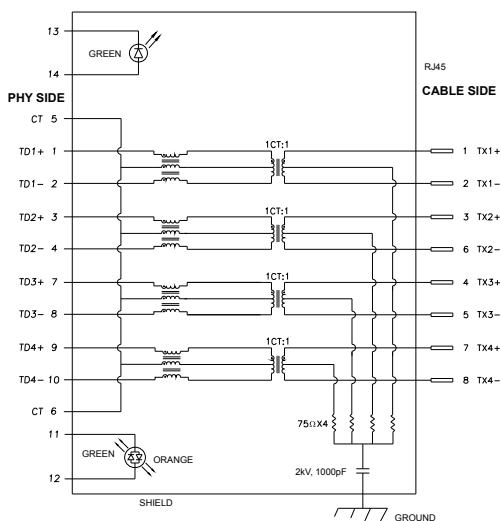 13
GREEN
14
RJ45
PHY SIDE
CABLE SIDE
CT 5
1CT:1
TD1+ 1
1 TX1+
TD1- 2
2 TX1-
1CT:1
TD2+ 3
3 TX2+
TD2- 4
6 TX2-
1CT:1
TD3+ 7
4 TX3+
TD3- 8
5 TX3-
1CT:1
TD4+ 9
7 TX4+
TD4- 10
8 TX4-
CT 6
75ΩX4
11
GREEN ORANGE
12
2kV, 1000pF
SHIELD
GROUND